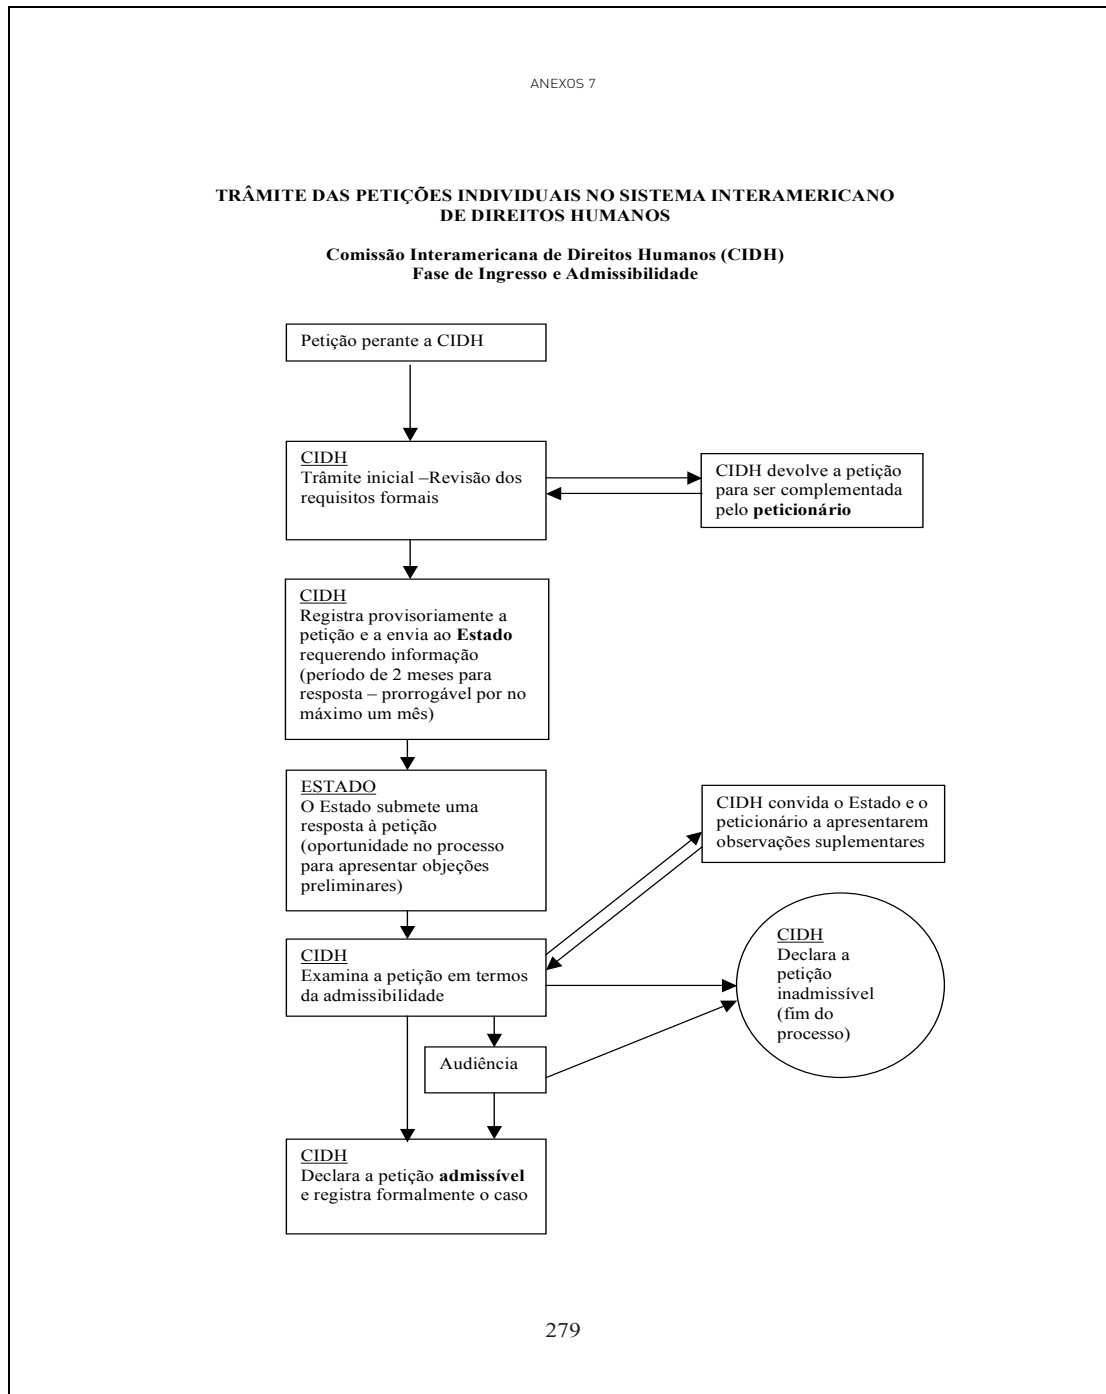 ANEXOS 7
TRÂMITE DAS PETIÇÕES INDIVIDUAIS NO SISTEMA INTERAMERICANO
DE DIREITOS HUMANOS
Comissão Interamericana de Direitos Humanos (CIDH)
Fase de Ingresso e Admissibilidade
Petição perante a CIDH
CIDH
Trâmite inicial –Revisão dos
requisitos formais
CIDH devolve a petição
para ser complementada
pelo peticionário
CIDH
Registra provisoriamente a
petição e a envia ao Estado
requerendo informação
(período de 2 meses para
resposta – prorrogável por no
máximo um mês)
ESTADO
O Estado submete uma
resposta à petição
(oportunidade no processo
para apresentar objeções
preliminares)
CIDH convida o Estado e o
peticionário a apresentarem
observações suplementares
CIDH
Examina a petição em termos
da admissibilidade
CIDH
Declara a
petição
inadmissível
(fim do
processo)
Audiência
CIDH
Declara a petição admissível
e registra formalmente o caso
279